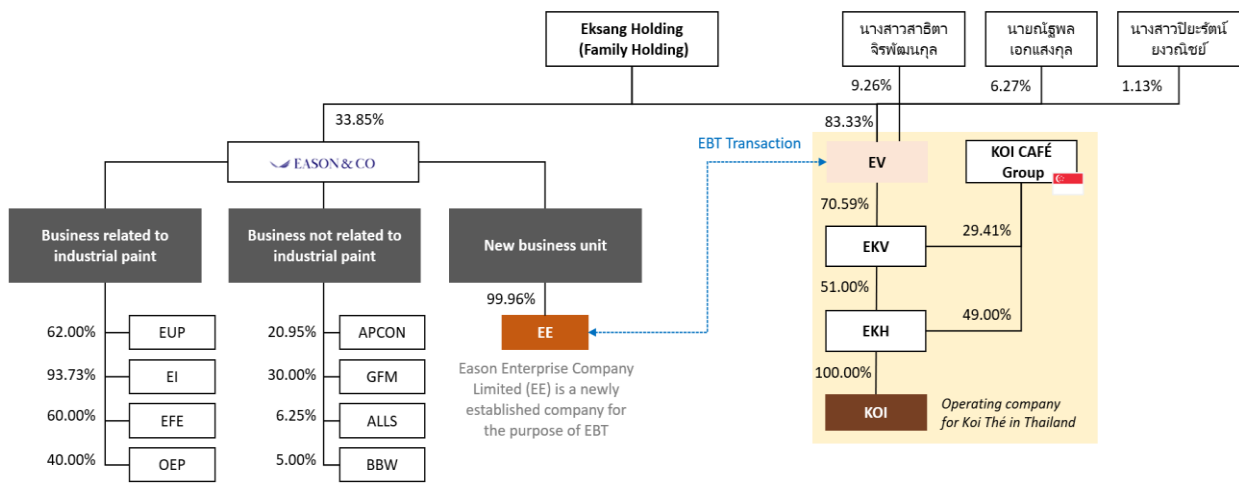 Eksang Holding
(Family Holding)
นางสาวสาธิตา
จิรพัฒนกุล
นายณัฐพล
เอกแสงกุล
นางสาวปิยะรัตน์
ยงวณิชย์
9.26%
6.27%
1.13%
33.85%
83.33%
EASON & CO
EBT Transaction
EV
KOI CAFÉ
Group
70.59%
Business related to
industrial paint
Business not related to
industrial paint
New business unit
EKV
29.41%
51.00%
99.96%
62.00%
EUP
20.95%
APCON
EE
EKH
49.00%
93.73%
EI
30.00%
GFM
Eason Enterprise Company
Limited (EE) is a newly
established company for
the purpose of EBT
100.00%
60.00%
EFE
6.25%
ALLS
KOI
Operating company
for Koi Thé in Thailand
40.00%
OEP
5.00%
BBW